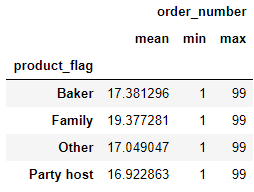 order_number
mean min max
product_flag
Baker 17.381296 1 99
Family 19.377281 1 99
Other 17.049047 1 99
Party host 16.922863 1 99